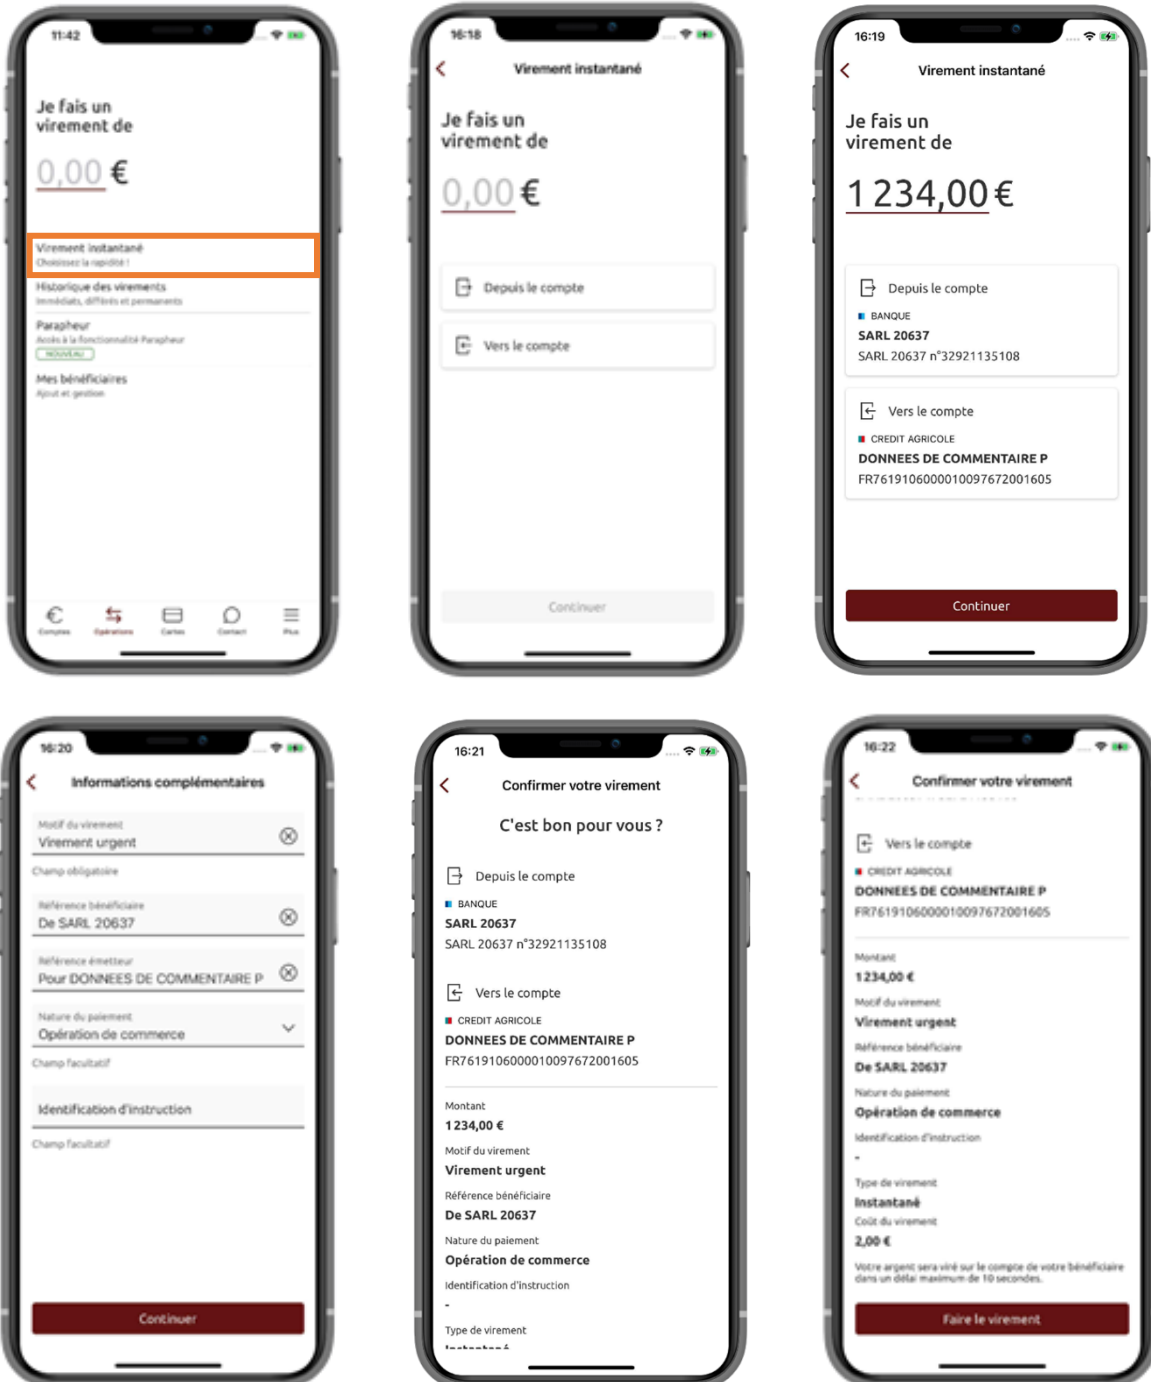 11:42
Je fais un
virement de
0,00 €
Virement instantané
Choisissez la rapidité !
Historique des virements
Immédiats, différés et permanents
Parapheur
Accès à la fonctionnalité Parapheur
NOUVEAU
Mes bénéficiaires
Ajout et gestion
Comptes
Opérations
Cartes
Contact
Plus
16:18
Virement instantané
Je fais un
virement de
0,00 €
Depuis le compte
Vers le compte
Continuer
16:19
Virement instantané
Je fais un
virement de
1 234,00 €
Depuis le compte
BANQUE
SARL 20637
SARL 20637 n°32921135108
Vers le compte
CREDIT AGRICOLE
DONNEES DE COMMENTAIRE P
FR7619106000010097672001605
Continuer
16:20
Informations complémentaires
Motif du virement
Virement urgent
Champ obligatoire
Référence bénéficiaire
De SARL 20637
Référence émetteur
Pour DONNEES DE COMMENTAIRE P
Nature du paiement
Opération de commerce
Champ facultatif
Identification d'instruction
Champ facultatif
Continuer
16:21
Confirmer votre virement
C'est bon pour vous ?
Depuis le compte
BANQUE
SARL 20637
SARL 20637 n°32921135108
Vers le compte
CREDIT AGRICOLE
DONNEES DE COMMENTAIRE P
FR7619106000010097672001605
Montant
1 234,00 €
Motif du virement
Virement urgent
Référence bénéficiaire
De SARL 20637
Nature du paiement
Opération de commerce
Identification d'instruction
-
Type de virement
Instantané
16:22
Confirmer votre virement
Vers le compte
CREDIT AGRICOLE
DONNEES DE COMMENTAIRE P
FR7619106000010097672001605
Montant
1 234,00 €
Motif du virement
Virement urgent
Référence bénéficiaire
De SARL 20637
Nature du paiement
Opération de commerce
Identification d'instruction
-
Type de virement
Instantané
Coût du virement
2,00 €
Votre argent sera viré sur le compte de votre bénéficiaire
dans un délai maximum de 10 secondes.
Faire le virement